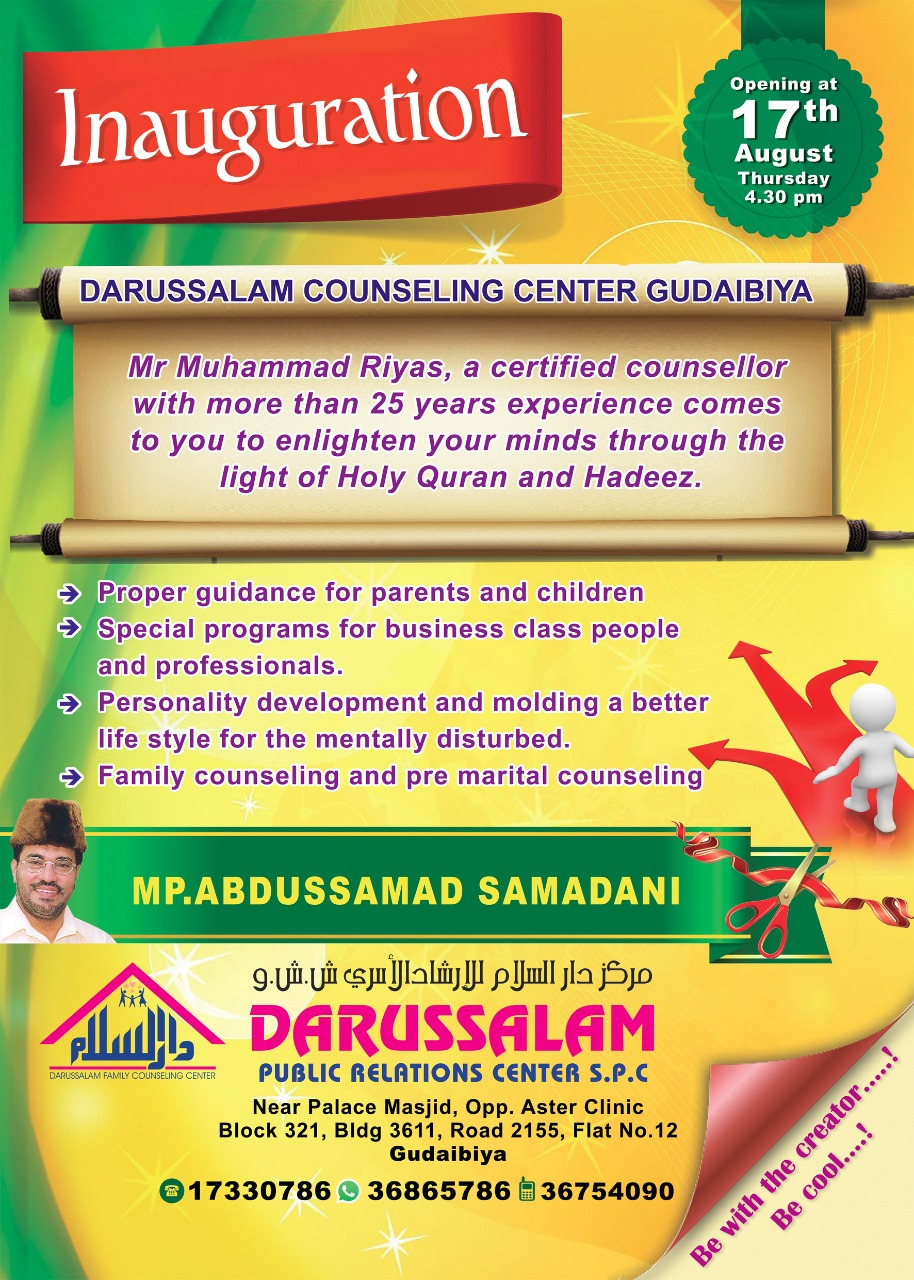 Inauguration
Opening at
17th
August
Thursday
4.30 pm
DARUSSALAM COUNSELING CENTER GUDAIBIYA
Mr Muhammad Riyas, a certified counsellor
with more than 25 years experience comes
to you to enlighten your minds through the
light of Holy Quran and Hadeez.
Proper guidance for parents and children
Special programs for business class people
and professionals.
Personality development and molding a better
life style for the mentally disturbed.
Family counseling and pre marital counseling
MP.ABDUSSAMAD SAMADANI
مركز دار السلام للإرشادالأسري ش.ش.و
دارالسلام
DARUSSALAM FAMILY COUNSELING CENTER
DARUSSALAM
PUBLIC RELATIONS CENTER S.P.C
Near Palace Masjid, Opp. Aster Clinic
Block 321, Bldg 3611, Road 2155, Flat No.12
Gudaibiya
17330786 36865786 36754090
Be with the creator.....!
Be cool....!